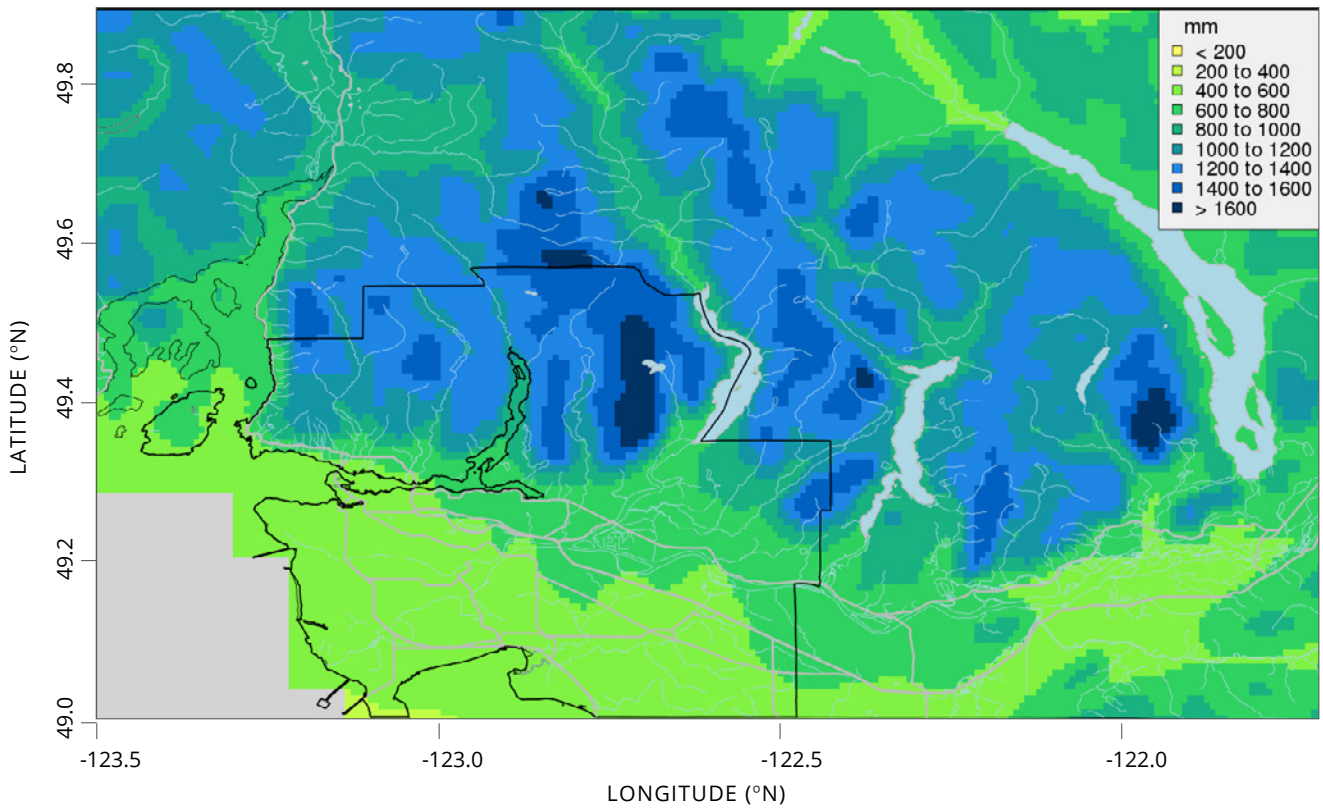 mm
< 200
200 to 400
400 to 600
600 to 800
800 to 1000
1000 to 1200
1200 to 1400
1400 to 1600
> 1600
49.8
49.6
49.4
49.2
49.0
LATITUDE (°N)
-123.5
-123.0
-122.5
-122.0
LONGITUDE (°N)